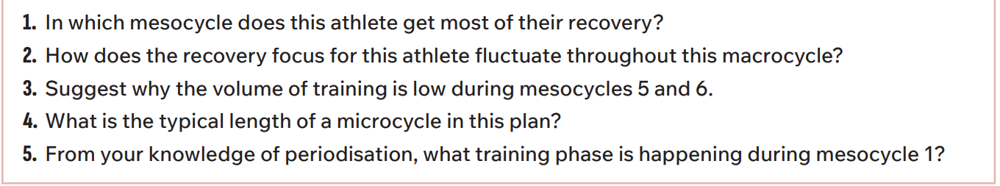 1. In which mesocycle does this athlete get most of their recovery?
2. How does the recovery focus for this athlete fluctuate throughout this macrocycle?
3. Suggest why the volume of training is low during mesocycles 5 and 6.
4. What is the typical length of a microcycle in this plan?
5. From your knowledge of periodisation, what training phase is happening during mesocycle 1?